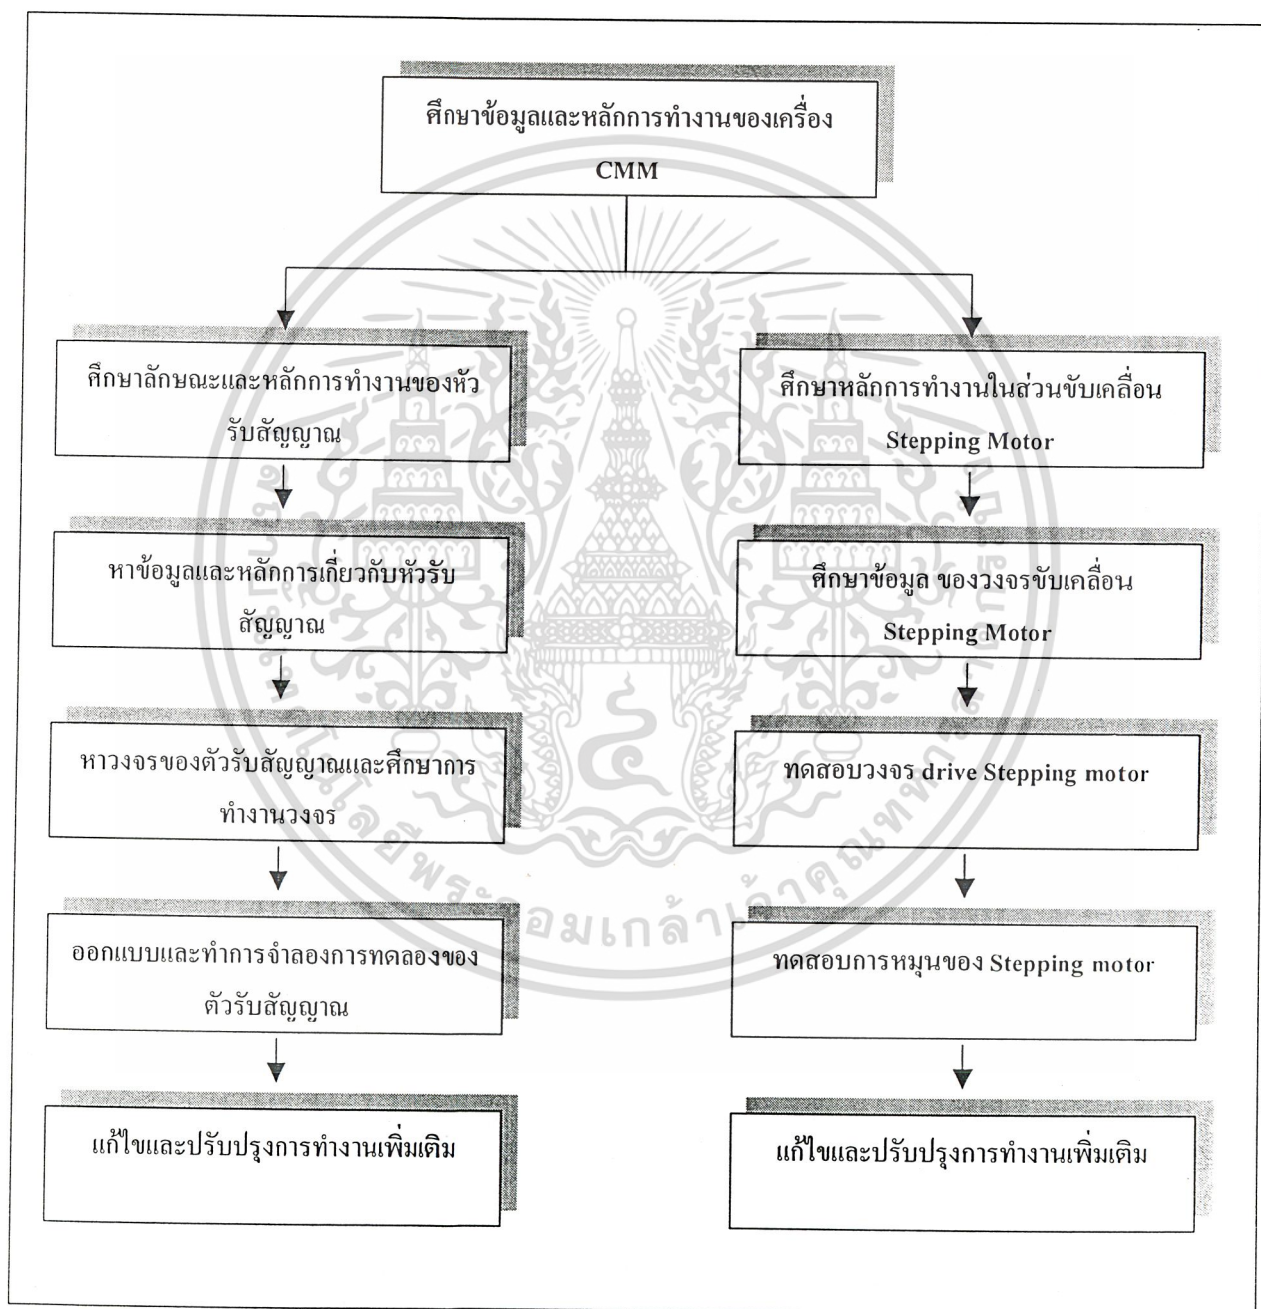 ศึกษาข้อมูลและหลักการทำงานของเครื่อง
CMM
ศึกษาลักษณะและหลักการทำงานของหัว
รับสัญญาณ
หาข้อมูลและหลักการเกี่ยวกับหัวรับ
สัญญาณ
หาวงจรของตัวรับสัญญาณและศึกษาการ
ทำงานวงจร
ออกแบบและทำการจำลองการทดลองของ
ตัวรับสัญญาณ
แก้ไขและปรับปรุงการทำงานเพิ่มเติม
ศึกษาหลักการทำงานในส่วนขับเคลื่อน
Stepping Motor
ศึกษาข้อมูล ของวงจรขับเคลื่อน
Stepping Motor
ทดสอบวงจร drive Stepping motor
ทดสอบการหมุนของ Stepping motor
แก้ไขและปรับปรุงการทำงานเพิ่มเติม